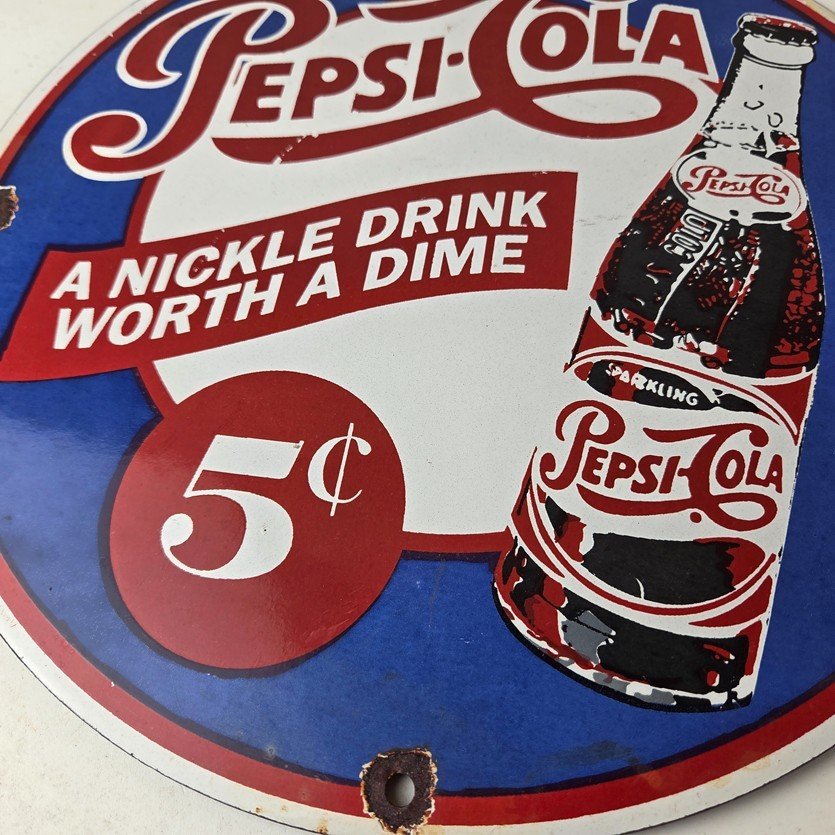 PEPSI-COLA
A NICKLE DRINK
WORTH A DIME
5¢
PEPSI-COLA
SPARKLING
PEPSI-COLA